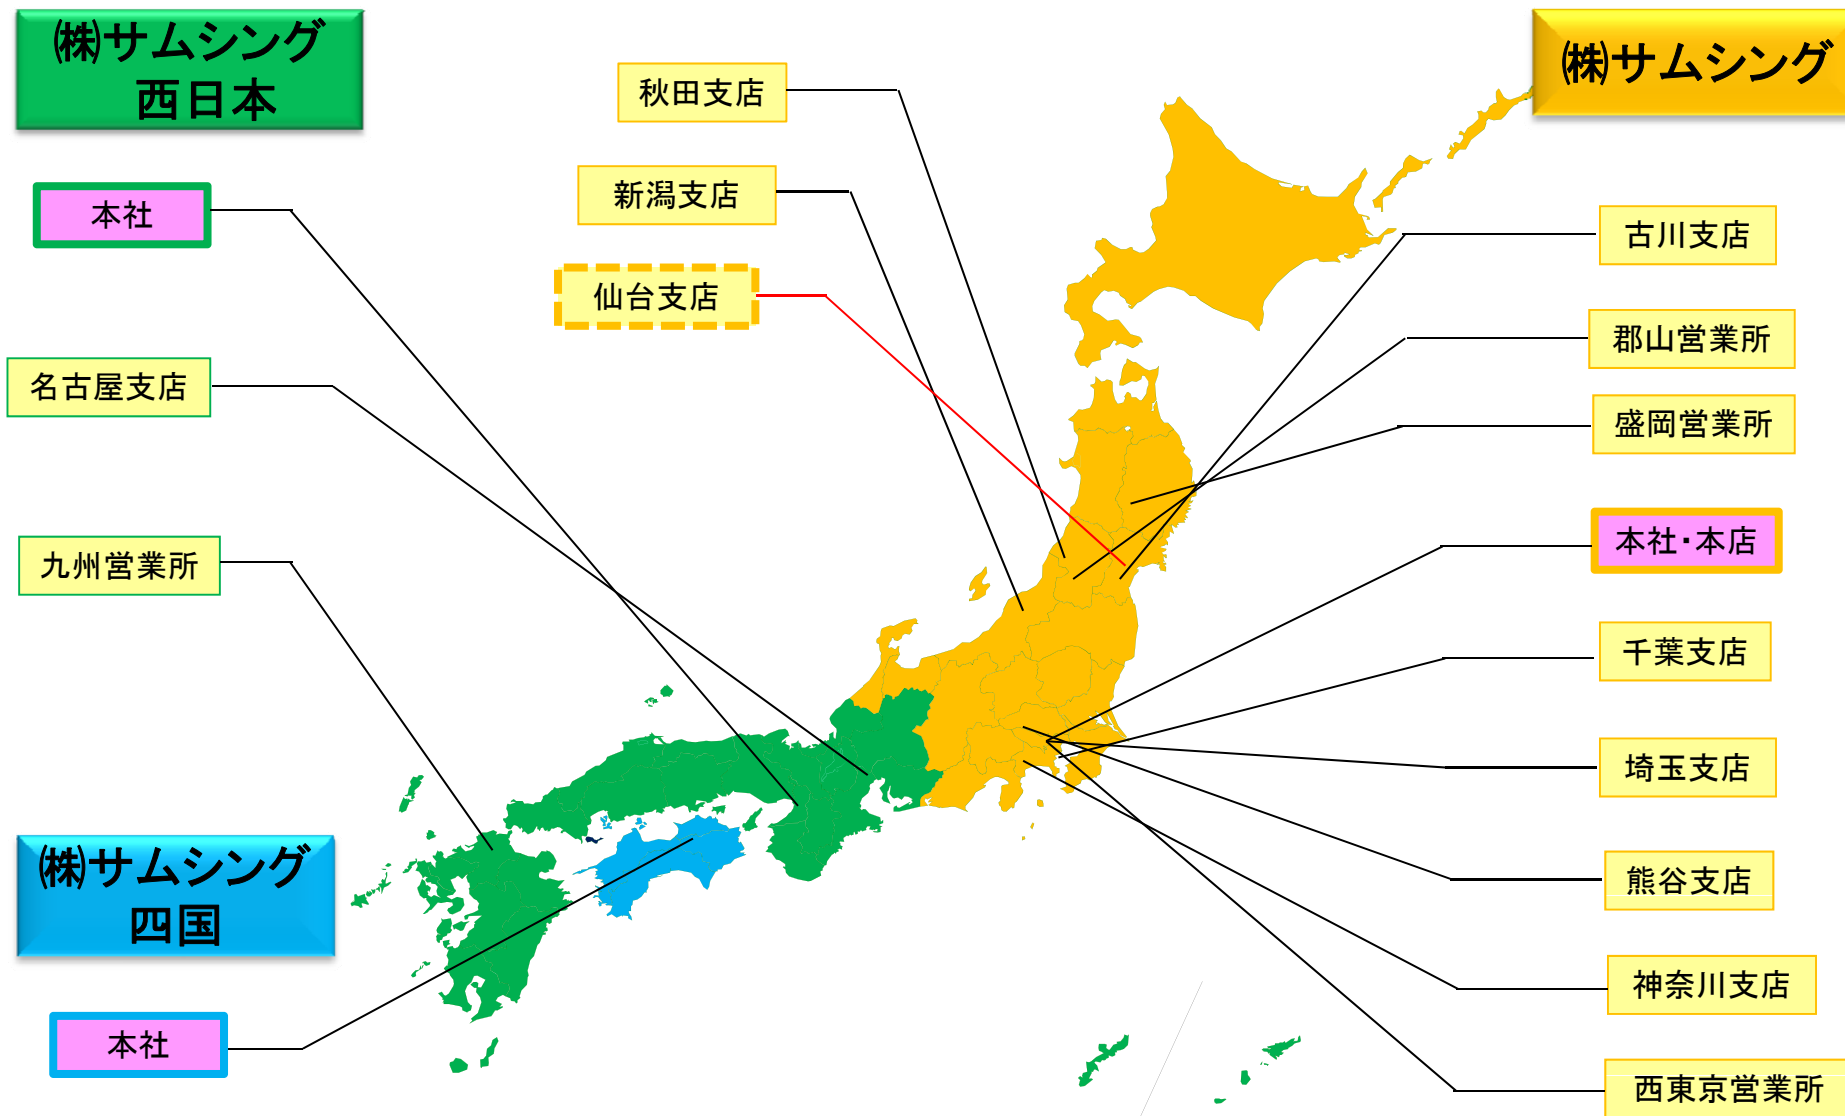 ㈱サムシング
西日本
本社
名古屋支店
九州営業所
㈱サムシング
四国
本社
秋田支店
新潟支店
仙台支店
㈱サムシング
古川支店
郡山営業所
盛岡営業所
本社・本店
千葉支店
埼玉支店
熊谷支店
神奈川支店
西東京営業所